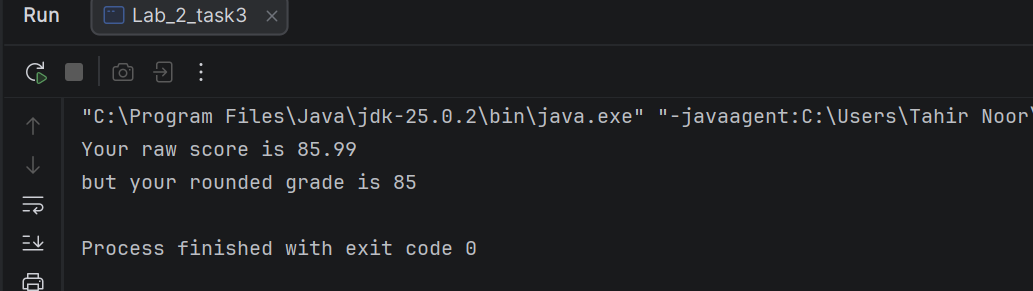 Run Lab_2_task3
"C:\Program Files\Java\jdk-25.0.2\bin\java.exe" "-javaagent:C:\Users\Tahir Noor\
Your raw score is 85.99
but your rounded grade is 85
Process finished with exit code 0